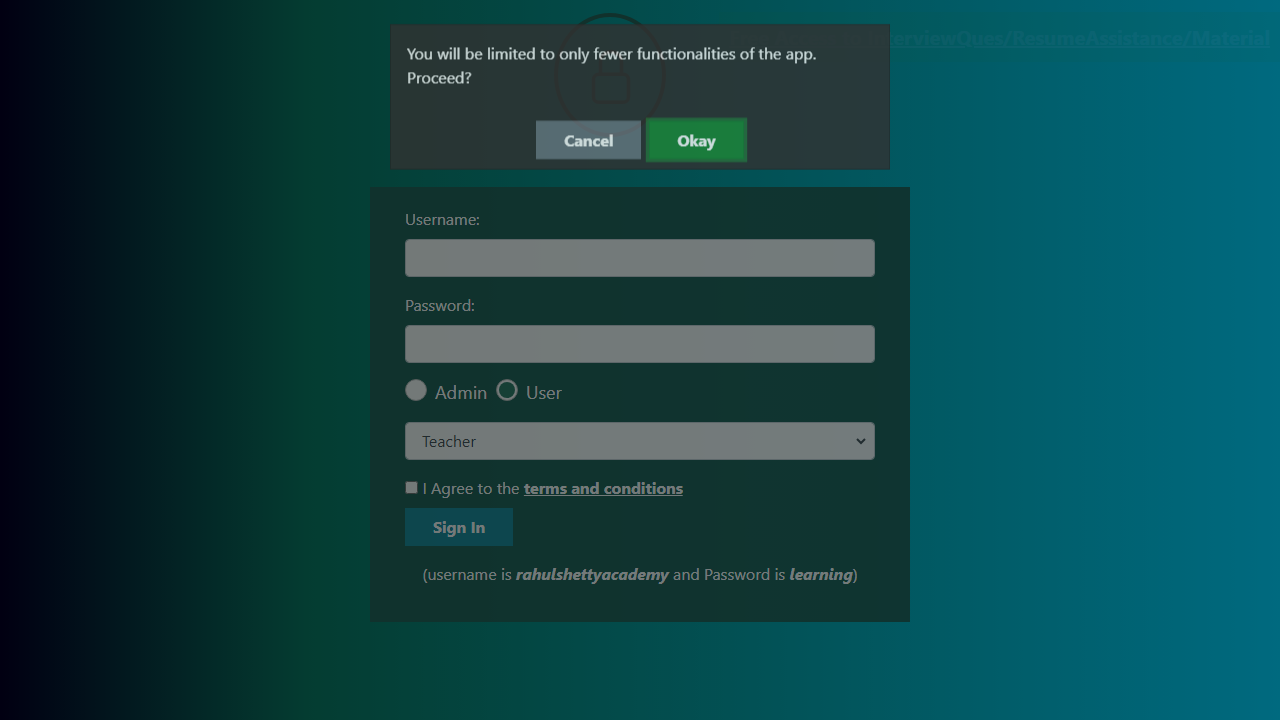 You will be limited to only fewer functionalities of the app.
Proceed?
erviewQues/ResumeAssistance/Material
Cancel Okay
Username:
Password:
Admin User
Teacher
I Agree to the terms and conditions
Sign In
(username is rahulshettyacademy and Password is learning)